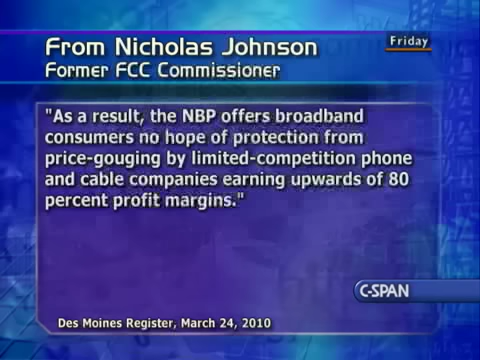 From Nicholas Johnson
Former FCC Commissioner
Friday
"As a result, the NBP offers broadband
consumers no hope of protection from
price-gouging by limited-competition phone
and cable companies earning upwards of 80
percent profit margins."
C-SPAN
Des Moines Register, March 24, 2010